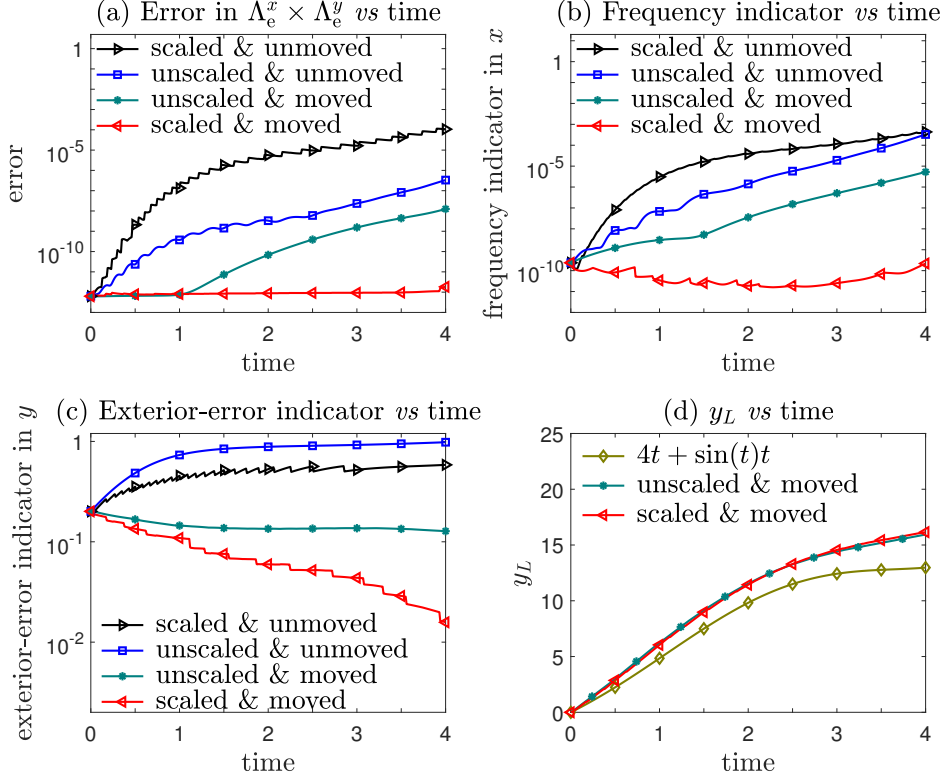 (a) Error in $\Lambda_{\mathrm{e}}^{x} \times \Lambda_{\mathrm{e}}^{y}$ vs time
1
10^{-5}
10^{-10}
error
scaled & unmoved
unscaled & unmoved
unscaled & moved
scaled & moved
0 1 2 3 4
time
(b) Frequency indicator vs time
1
10^{-5}
10^{-10}
frequency indicator in x
scaled & unmoved
unscaled & unmoved
unscaled & moved
scaled & moved
0 1 2 3 4
time
(c) Exterior-error indicator vs time
1
10^{-1}
10^{-2}
exterior-error indicator in y
scaled & unmoved
unscaled & unmoved
unscaled & moved
scaled & moved
0 1 2 3 4
time
(d) y_L vs time
25
20
15
10
5
0
y_L
4t + sin(t)t
unscaled & moved
scaled & moved
0 1 2 3 4
time